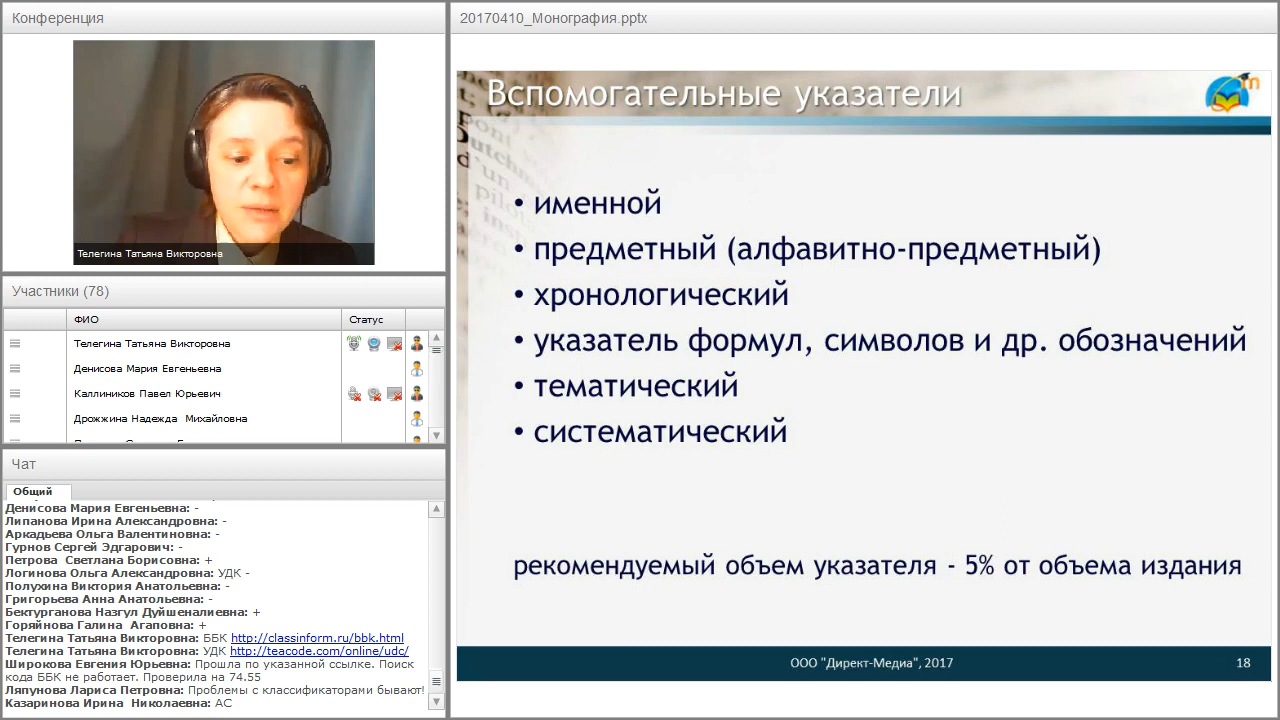 Конференция
Телегина Татьяна Викторовна
Участники (78)
ФИО Статус
Телегина Татьяна Викторовна
Денисова Мария Евгеньевна
Каллиников Павел Юрьевич
Дрожжина Надежда Михайловна
Чат
Общий
Денисова Мария Евгеньевна: -
Липанова Ирина Александровна: -
Аркадьева Ольга Валентиновна: -
Гурнов Сергей Эдгарович: -
Петрова Светлана Борисовна: +
Логинова Ольга Александровна: УДК -
Полухина Виктория Анатольевна: -
Григорьева Анна Анатольевна: -
Бектурганова Назгул Дуйшеналиевна: +
Горяйнова Галина Агаповна: +
Телегина Татьяна Викторовна: ББК http://classinform.ru/bbk.html
Телегина Татьяна Викторовна: УДК http://teacode.com/online/udc/
Широкова Евгения Юрьевна: Прошла по указанной ссылке. Поиск
кода ББК не работает. Проверила на 74.55
Ляпунова Лариса Петровна: Проблемы с классификаторами бывают!
Казаринова Ирина Николаевна: АС
20170410_Монография.pptx
Вспомогательные указатели
• именной
• предметный (алфавитно-предметный)
• хронологический
• указатель формул, символов и др. обозначений
• тематический
• систематический
рекомендуемый объем указателя - 5% от объема издания
ООО "Директ-Медиа", 2017
18